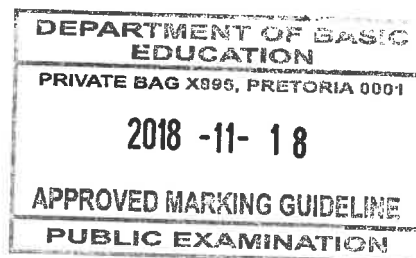 DEPARTMENT OF BASIC
EDUCATION
PRIVATE BAG X895, PRETORIA 0001
2018 -11- 18
APPROVED MARKING GUIDELINE
PUBLIC EXAMINATION